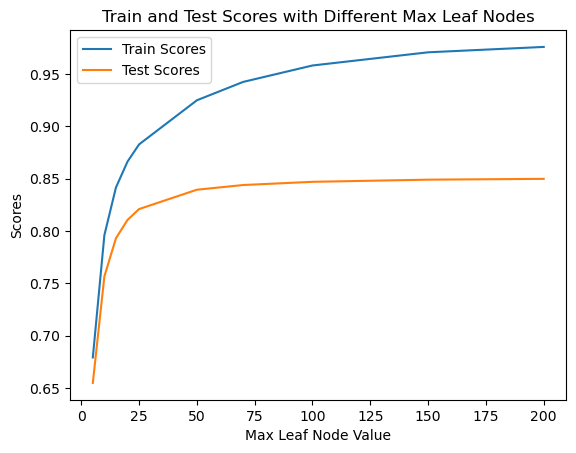 Train and Test Scores with Different Max Leaf Nodes
Train Scores
Test Scores
0.95
0.90
0.85
0.80
0.75
0.70
0.65
Scores
0 25 50 75 100 125 150 175 200
Max Leaf Node Value